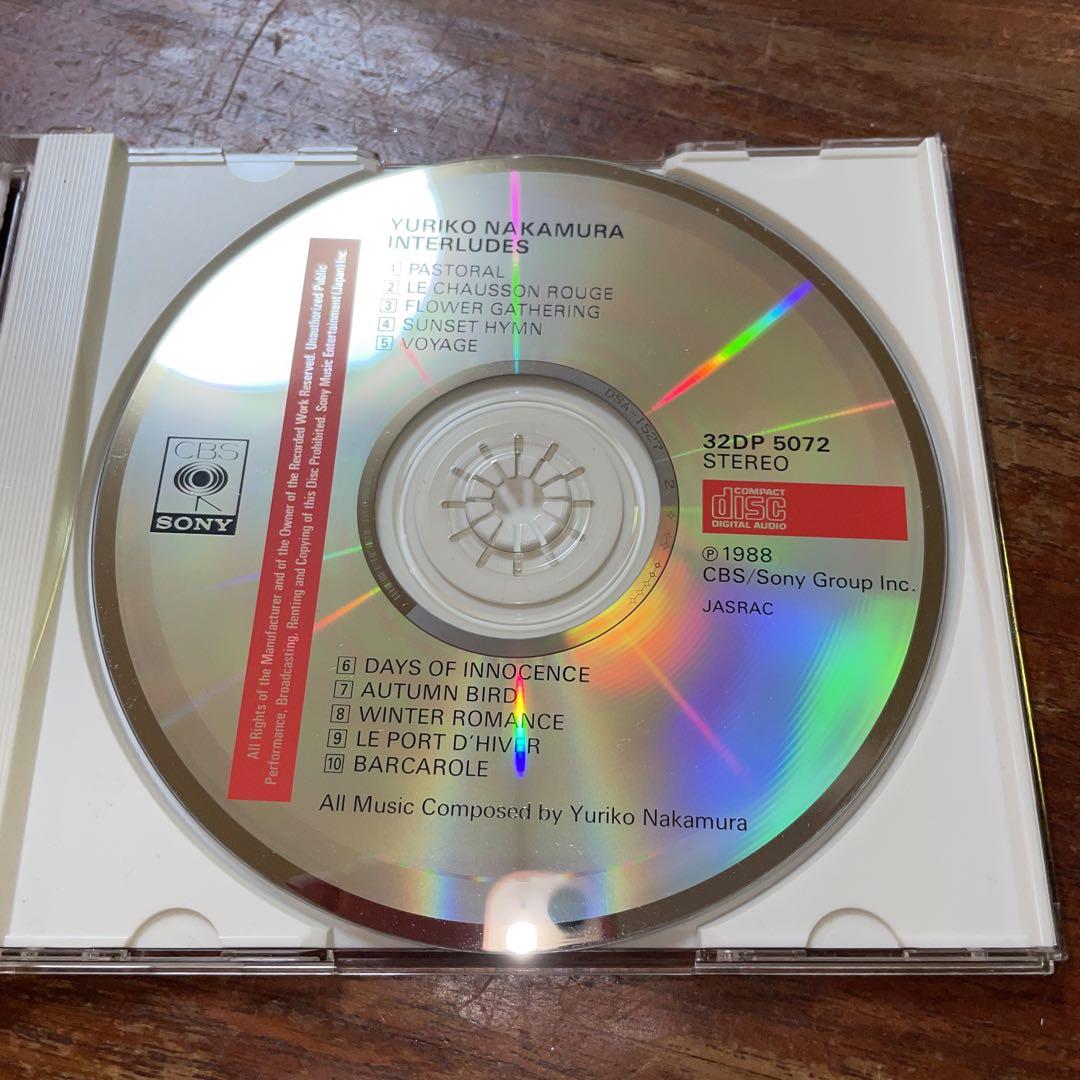 YURIKO NAKAMURA
INTERLUDES
1 PASTORAL
2 LE CHAUSSON ROUGE
3 FLOWER GATHERING
4 SUNSET HYMN
5 VOYAGE
All Rights of the Manufacturer and of the Owner of the Recorded Work Reserved. Unauthorized Public
Performance, Broadcasting, Renting and Copying of this Disc Prohibited. Sony Music Entertainment (Japan) Inc.
CBS
SONY
DSA-1527
2
32DP 5072
STEREO
COMPACT
disc
DIGITAL AUDIO
Ⓟ1988
CBS/Sony Group Inc.
JASRAC
6 DAYS OF INNOCENCE
7 AUTUMN BIRD
8 WINTER ROMANCE
9 LE PORT D'HIVER
10 BARCAROLE
All Music Composed by Yuriko Nakamura